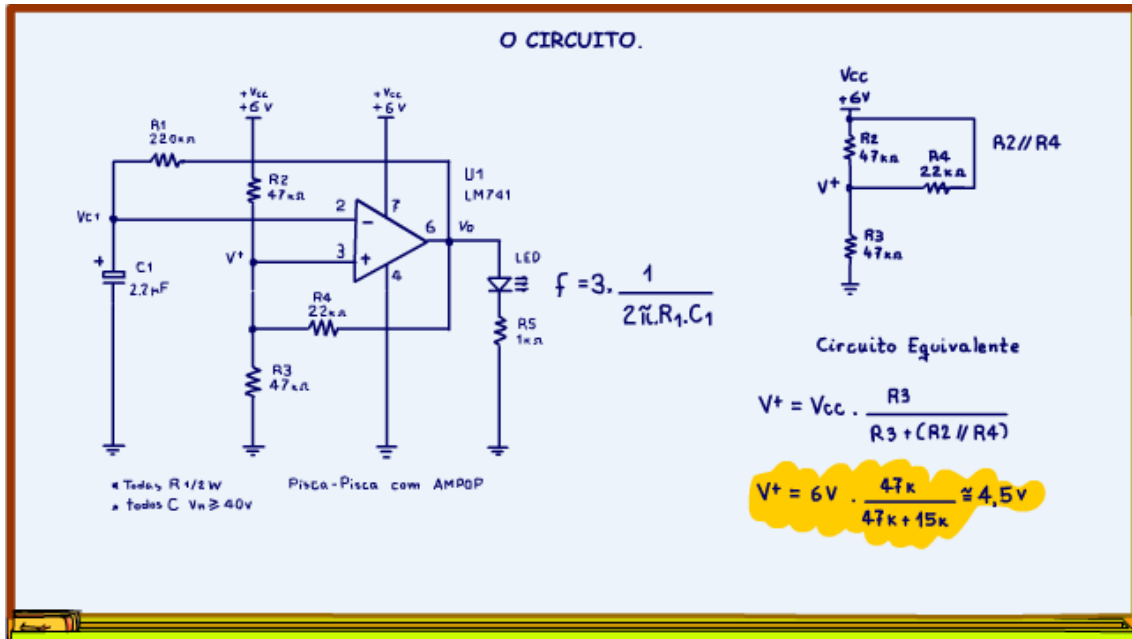 O CIRCUITO.
+Vcc
+6V
+Vcc
+6V
R1
220kΩ
R2
47kΩ
U1
LM741
Vc1
2
7
-
6
Vo
V+
3
+
4
+
C1
2.2µF
R4
22kΩ
LED
R5
1kΩ
R3
47kΩ
f = 3. 1
2π.R1.C1
* Todos R 1/2W
* todos C Vn ≥ 40v
Pisca-Pisca com AMPOP
Vcc
+6V
R2
47kΩ
R4
22kΩ
R2//R4
V+
R3
47kΩ
Circuito Equivalente
V+ = Vcc . R3
R3+(R2//R4)
V+ = 6V . 47k ≅ 4,5v
47k+15k